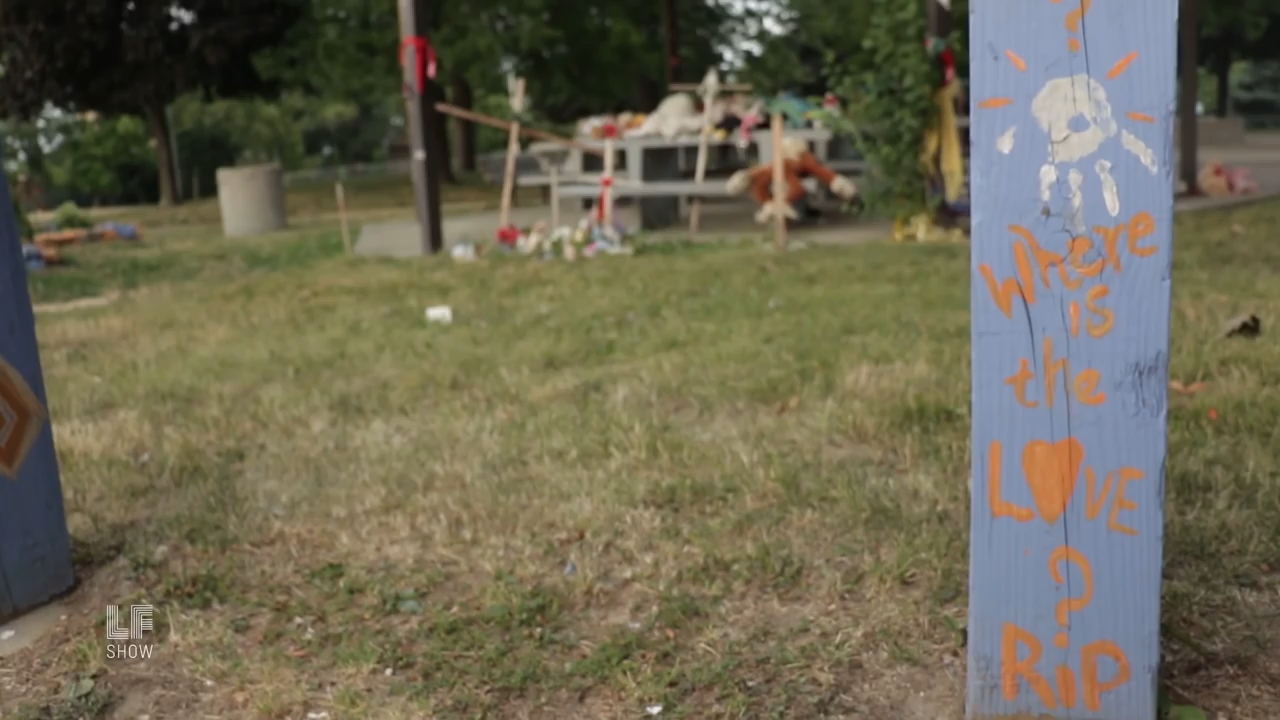 ?
Where
is
the
LOVE
?
RiP
LF
SHOW